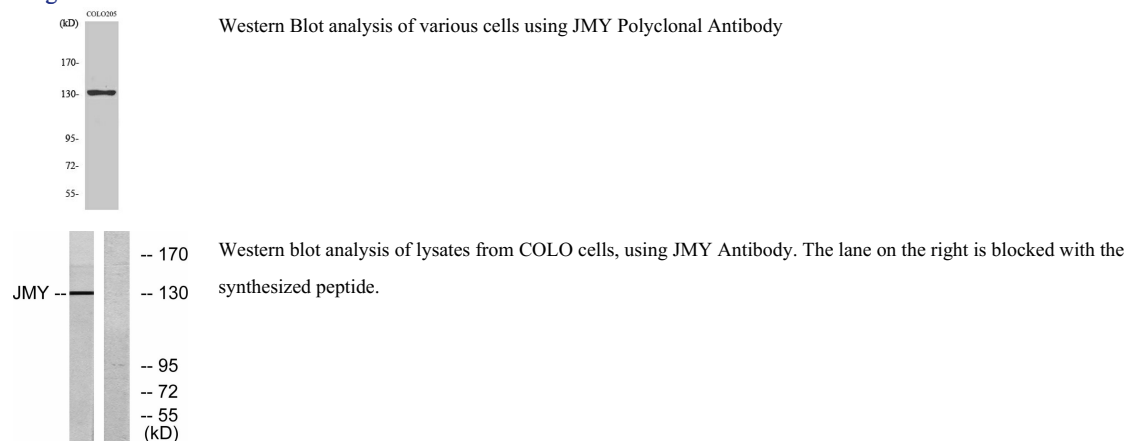 COLO205
(kD)
170-
130-
95-
72-
55-
Western Blot analysis of various cells using JMY Polyclonal Antibody
JMY --
-- 170
-- 130
-- 95
-- 72
-- 55
(kD)
Western blot analysis of lysates from COLO cells, using JMY Antibody. The lane on the right is blocked with the
synthesized peptide.